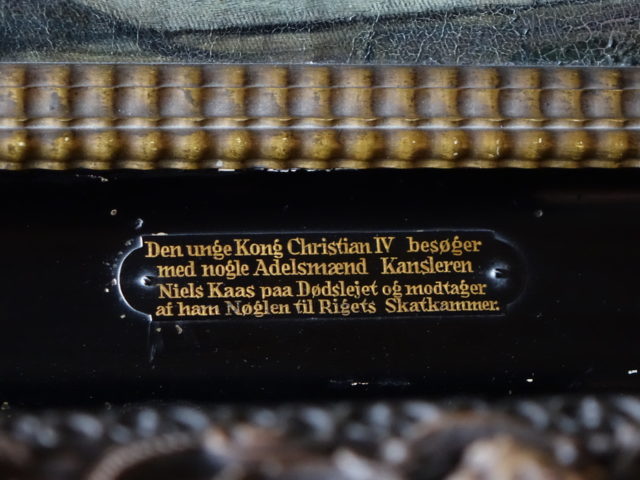 Den unge Kong Christian IV besøger
med nogle Adelsmænd Kansleren
Niels Kaas paa Dødslejet og modtager
af ham Nøglen til Rigets Skatkammer.